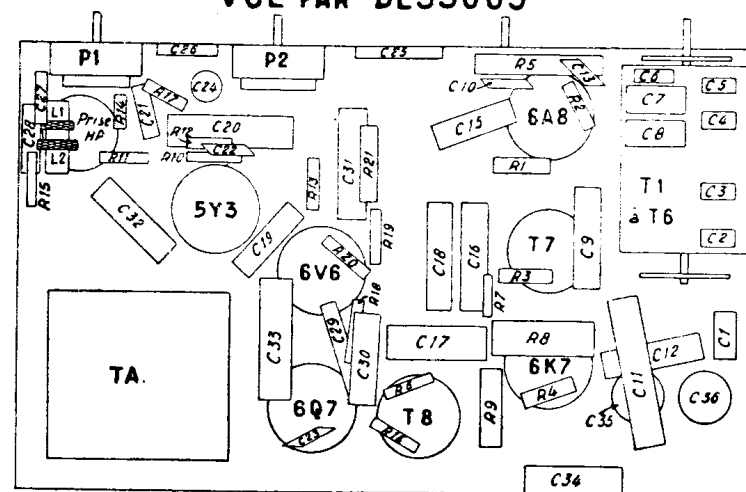 VUE PAR DESSOUS
P1
C26
P2
C25
R5
C13
C10
C6
C5
C7
C4
C8
C27
L1
R14
C21
R17
C24
Prise HP
C28
L2
R11
R15
R12
C20
C22
R10
R13
C31
R21
C15
6A8
R2
R1
T1
à T6
C3
C2
C32
5Y3
C19
6V6
R20
R19
R18
C18
C16
R7
T7
R3
C9
TA.
C33
C29
C30
C17
R8
6K7
R4
C11
C12
C1
6Q7
C23
R6
T8
R16
R9
C35
C36
C34